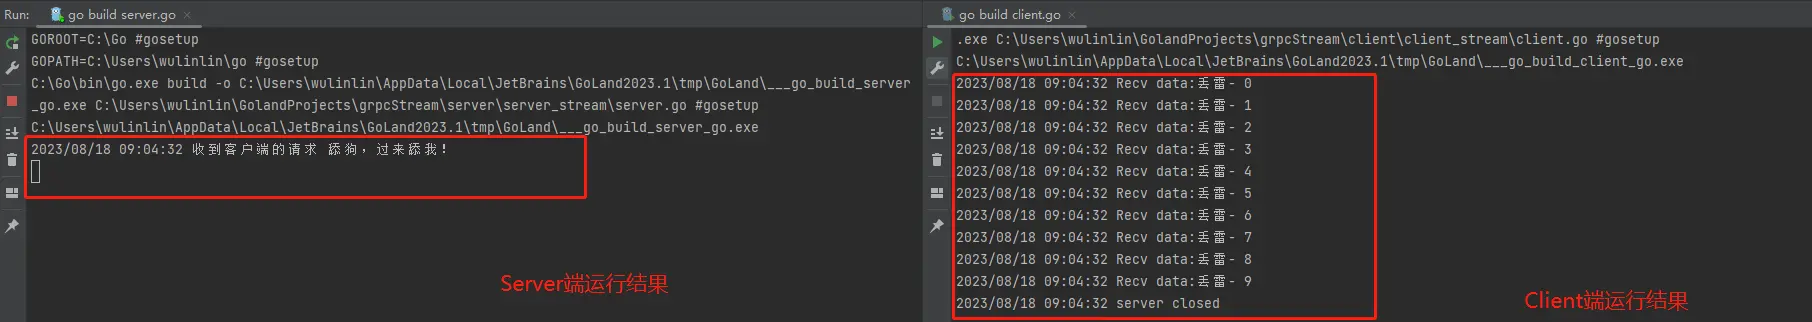 Run: go build server.go ×
GOROOT=C:\Go #gosetup
GOPATH=C:\Users\wulinlin\go #gosetup
C:\Go\bin\go.exe build -o C:\Users\wulinlin\AppData\Local\JetBrains\GoLand2023.1\tmp\GoLand\___go_build_server
_go.exe C:\Users\wulinlin\GolandProjects\grpcStream\server\server_stream\server.go #gosetup
C:\Users\wulinlin\AppData\Local\JetBrains\GoLand2023.1\tmp\GoLand\___go_build_server_go.exe
2023/08/18 09:04:32 收到客户端的请求 舔狗，过来舔我！
Server端运行结果
go build client.go ×
.exe C:\Users\wulinlin\GolandProjects\grpcStream\client\client_stream\client.go #gosetup
C:\Users\wulinlin\AppData\Local\JetBrains\GoLand2023.1\tmp\GoLand\___go_build_client_go.exe
2023/08/18 09:04:32 Recv data:丢雷- 0
2023/08/18 09:04:32 Recv data:丢雷- 1
2023/08/18 09:04:32 Recv data:丢雷- 2
2023/08/18 09:04:32 Recv data:丢雷- 3
2023/08/18 09:04:32 Recv data:丢雷- 4
2023/08/18 09:04:32 Recv data:丢雷- 5
2023/08/18 09:04:32 Recv data:丢雷- 6
2023/08/18 09:04:32 Recv data:丢雷- 7
2023/08/18 09:04:32 Recv data:丢雷- 8
2023/08/18 09:04:32 Recv data:丢雷- 9
2023/08/18 09:04:32 server closed
Client端运行结果